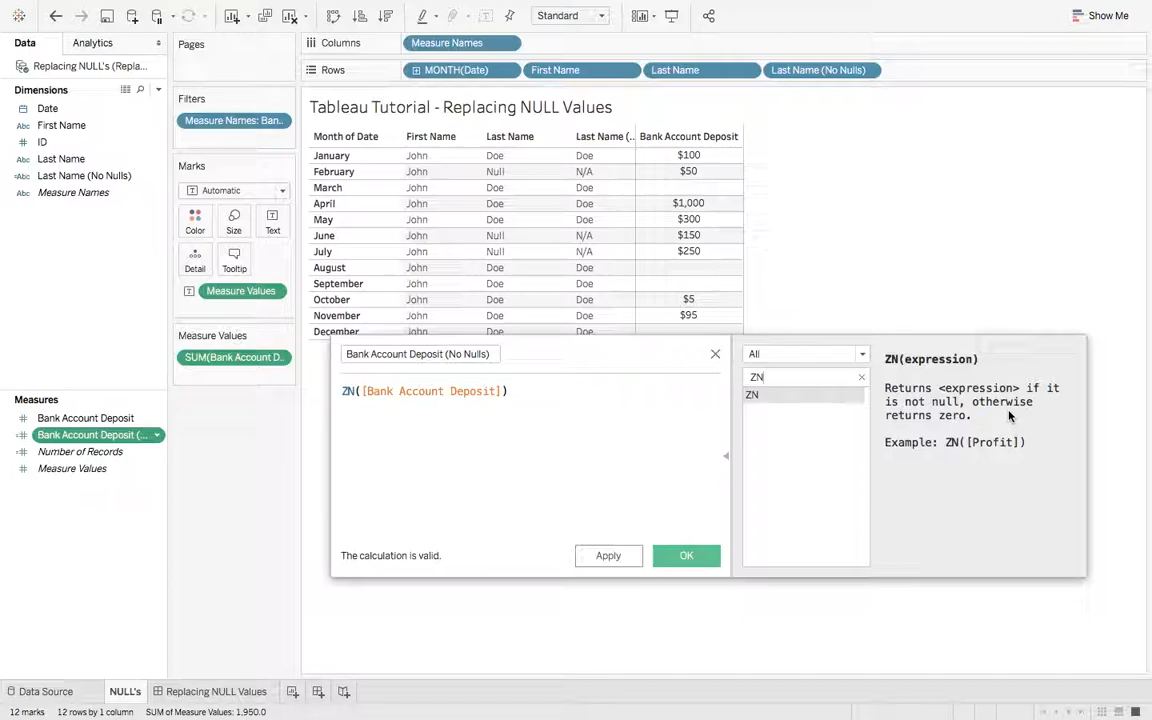 Standard
Show Me
Data
Analytics
Pages
Columns
Measure Names
Rows
MONTH(Date)
First Name
Last Name
Last Name (No Nulls)
Replacing NULL's (Repla...
Dimensions
Date
Abc First Name
ID
Abc Last Name
=Abc Last Name (No Nulls)
Abc Measure Names
Filters
Measure Names: Ban..
Marks
Automatic
Color
Size
Text
Detail
Tooltip
Measure Values
Measure Values
SUM(Bank Account D..
Measures
Bank Account Deposit
Bank Account Deposit (...
Number of Records
Measure Values
Tableau Tutorial - Replacing NULL Values
Month of Date First Name Last Name Last Name (.. Bank Account Deposit
January John Doe Doe $100
February John Null N/A $50
March John Doe Doe
April John Doe Doe $1,000
May John Doe Doe $300
June John Null N/A $150
July John Null N/A $250
August John Doe Doe
September John Doe Doe
October John Doe Doe $5
November John Doe Doe $95
December John Doe Doe
Bank Account Deposit (No Nulls)
ZN([Bank Account Deposit])
The calculation is valid.
Apply
OK
All
ZN
ZN
ZN(expression)
Returns <expression> if it
is not null, otherwise
returns zero.
Example: ZN([Profit])
Data Source
NULL's
Replacing NULL Values
12 marks
12 rows by 1 column
SUM of Measure Values: 1,950.0